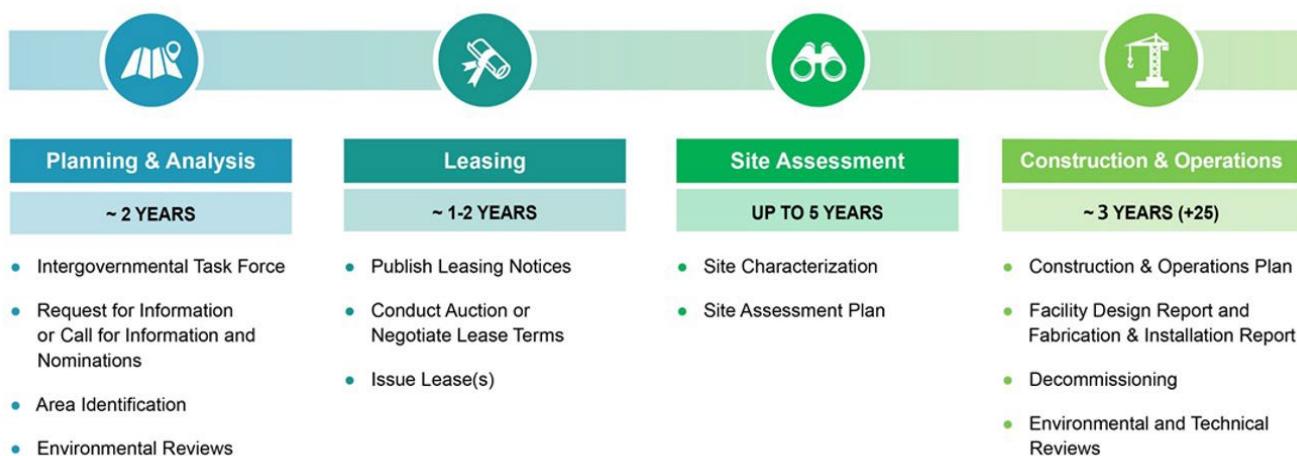 Planning & Analysis
~ 2 YEARS
Intergovernmental Task Force
Request for Information
or Call for Information and
Nominations
Area Identification
Environmental Reviews
Leasing
~ 1-2 YEARS
Publish Leasing Notices
Conduct Auction or
Negotiate Lease Terms
Issue Lease(s)
Site Assessment
UP TO 5 YEARS
Site Characterization
Site Assessment Plan
Construction & Operations
~ 3 YEARS (+25)
Construction & Operations Plan
Facility Design Report and
Fabrication & Installation Report
Decommissioning
Environmental and Technical
Reviews